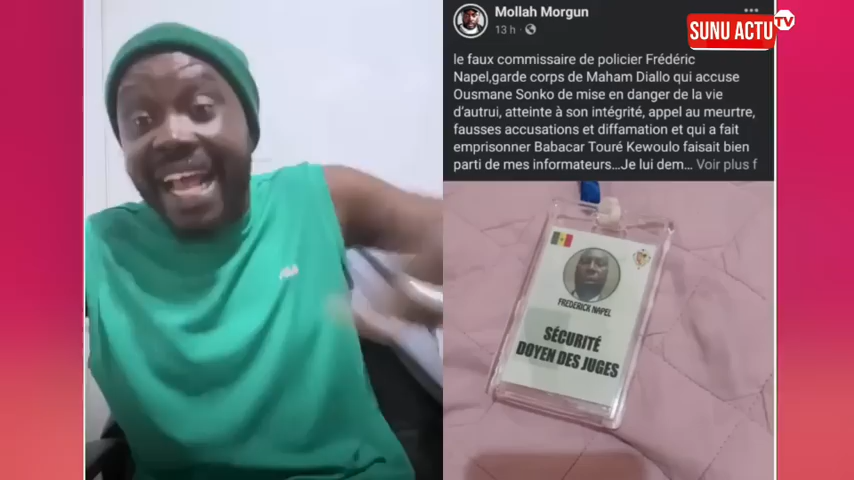 Mollah Morgun
13 h
SUNU ACTU
TV
le faux commissaire de policier Frédéric
Napel,garde corps de Maham Diallo qui accuse
Ousmane Sonko de mise en danger de la vie
d'autrui, atteinte à son intégrité, appel au meurtre,
fausses accusations et diffamation et qui a fait
emprisonner Babacar Touré Kewoulo faisait bien
parti de mes informateurs...Je lui dem... Voir plus f
FREDERICK NAPEL
SÉCURITÉ
DOYEN DES JUGES